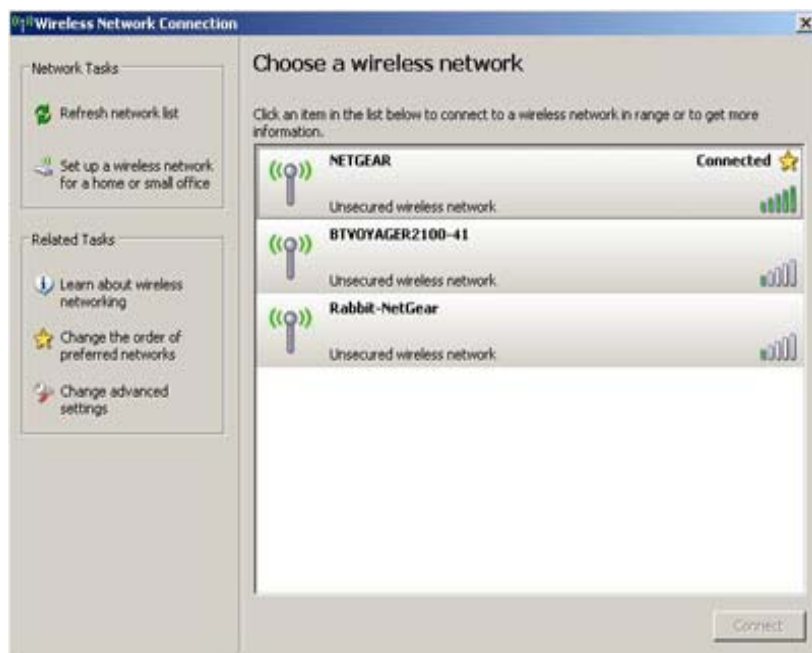 Wireless Network Connection
Network Tasks
Refresh network list
Set up a wireless network
for a home or small office
Related Tasks
Learn about wireless
networking
Change the order of
preferred networks
Change advanced
settings
Choose a wireless network
Click an item in the list below to connect to a wireless network in range or to get more
information.
NETGEAR Connected
Unsecured wireless network
BTVOYAGER2100-41
Unsecured wireless network
Rabbit-NetGear
Unsecured wireless network
Connect